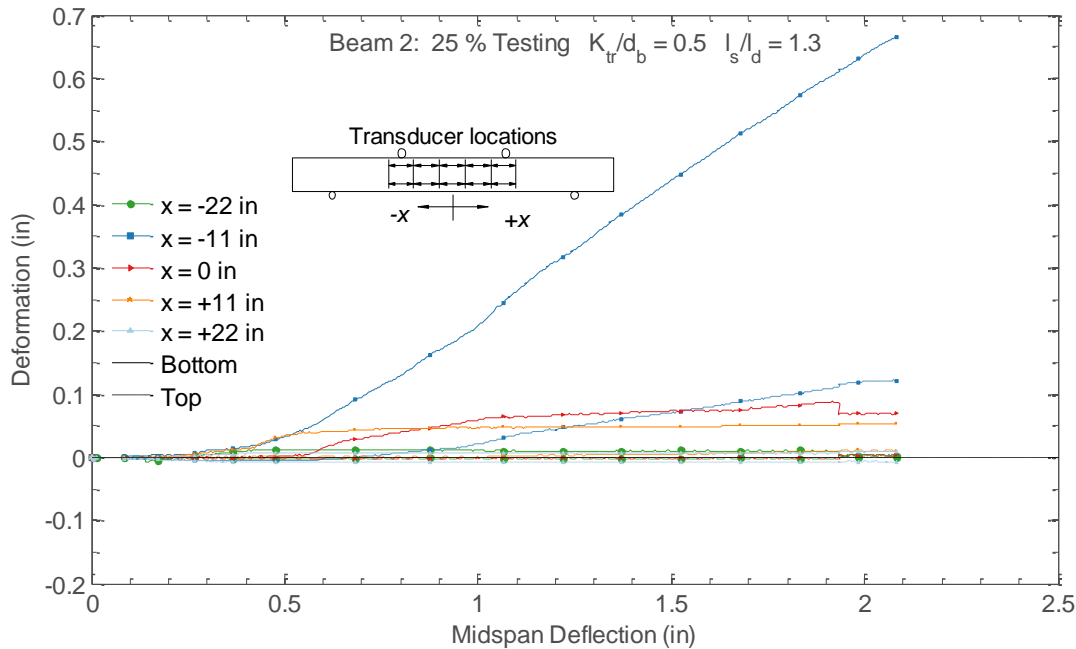 Beam 2: 25 % Testing K_tr/d_b = 0.5 l_s/l_d = 1.3
Transducer locations
-x +x
x = -22 in
x = -11 in
x = 0 in
x = +11 in
x = +22 in
Bottom
Top
Deformation (in)
0.7
0.6
0.5
0.4
0.3
0.2
0.1
0
-0.1
-0.2
0 0.5 1 1.5 2 2.5
Midspan Deflection (in)